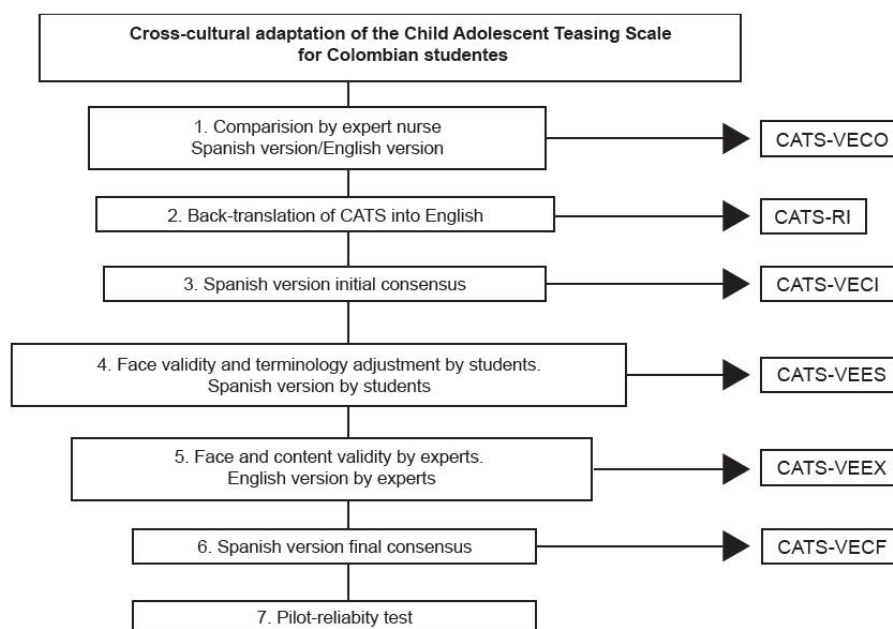 Cross-cultural adaptation of the Child Adolescent Teasing Scale
for Colombian studentes
1. Comparision by expert nurse
Spanish version/English version
CATS-VECO
2. Back-translation of CATS into English
CATS-RI
3. Spanish version initial consensus
CATS-VECI
4. Face validity and terminology adjustment by students.
Spanish version by students
CATS-VEES
5. Face and content validity by experts.
English version by experts
CATS-VEEX
6. Spanish version final consensus
CATS-VECF
7. Pilot-reliabity test